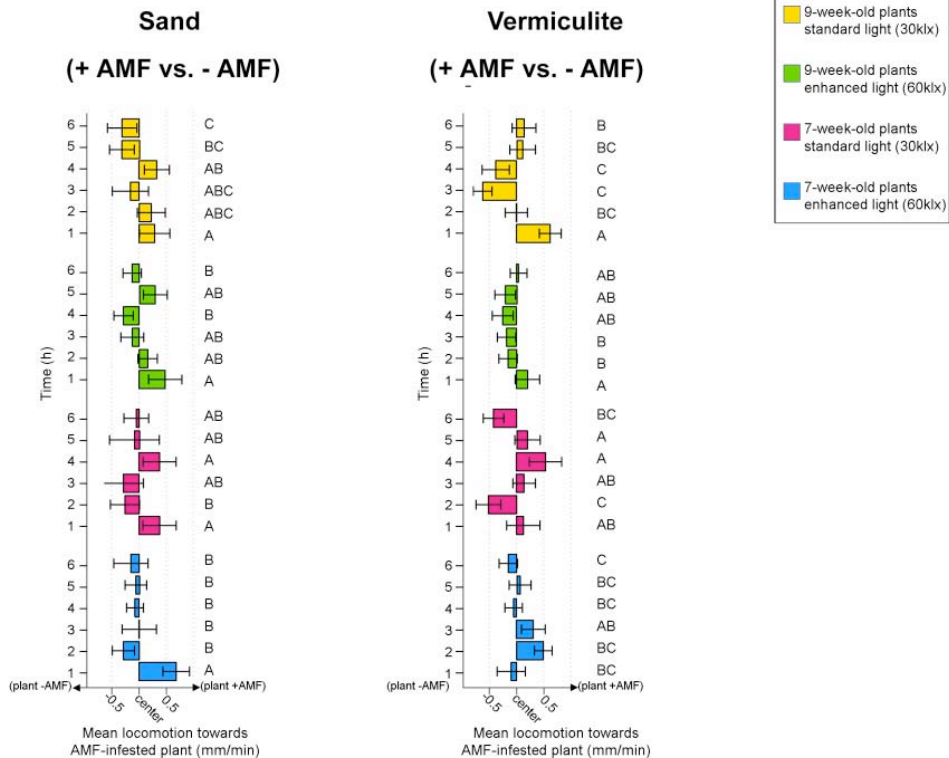 Sand
(+ AMF vs. - AMF)
6 C
5 BC
4 AB
3 ABC
2 ABC
1 A
6 B
5 AB
4 B
3 AB
2 AB
1 A
6 AB
5 AB
4 A
3 AB
2 B
1 A
6 B
5 B
4 B
3 B
2 B
1 A
Time (h)
(plant -AMF) (plant +AMF)
-0.5 center 0.5
Mean locomotion towards
AMF-infested plant (mm/min)
Vermiculite
(+ AMF vs. - AMF)
6 B
5 BC
4 C
3 C
2 BC
1 A
6 AB
5 AB
4 AB
3 B
2 B
1 A
6 BC
5 A
4 A
3 AB
2 C
1 AB
6 C
5 BC
4 BC
3 AB
2 BC
1 BC
Time (h)
(plant -AMF) (plant +AMF)
-0.5 center 0.5
Mean locomotion towards
AMF-infested plant (mm/min)
9-week-old plants
standard light (30klx)
9-week-old plants
enhanced light (60klx)
7-week-old plants
standard light (30klx)
7-week-old plants
enhanced light (60klx)